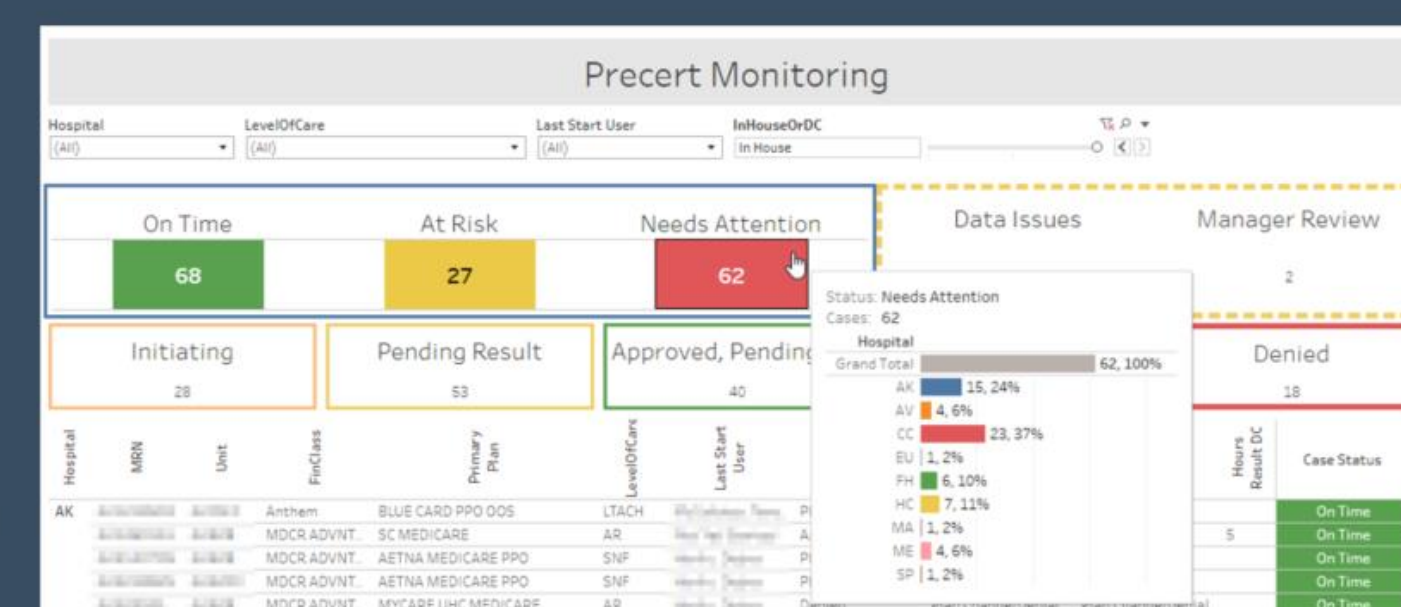 Precert Monitoring
Hospital LevelOfCare Last Start User InHouseOrDC
(All) (All) (All) In House
On Time At Risk Needs Attention Data Issues Manager Review
68 27 62 2
Status: Needs Attention
Cases: 62
Hospital
Grand Total 62, 100%
AK 15, 24%
AV 4, 6%
CC 23, 37%
EU 1, 2%
FH 6, 10%
HC 7, 11%
MA 1, 2%
ME 4, 6%
SP 1, 2%
Initiating Pending Result Approved, Pending Denied
28 53 40 18
Hospital MRN Unit FinClass Primary Plan LevelOfCare Last Start User Hours Result DC Case Status
AK Anthem BLUE CARD PPO OOS LTACH On Time
MDCR ADVNT.. SC MEDICARE AR 5 On Time
MDCR ADVNT.. AETNA MEDICARE PPO SNF On Time
MDCR ADVNT.. AETNA MEDICARE PPO SNF On Time
MDCR ADVNT.. MYCARE UHC MEDICARE AR Denied On Time